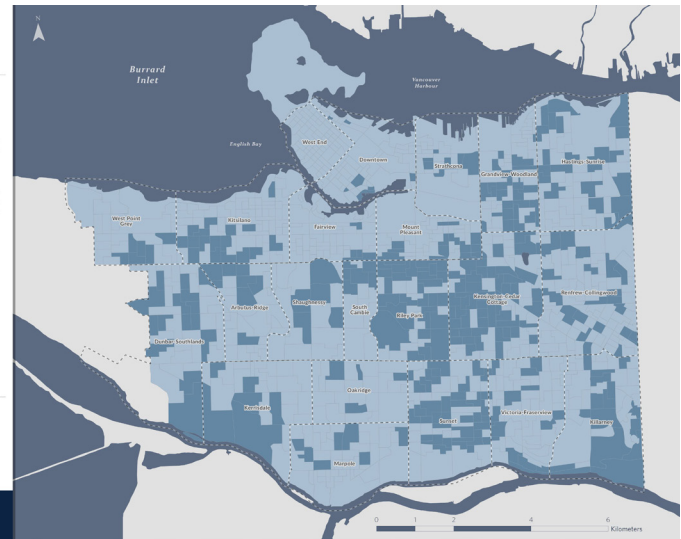 N
Burrard
Inlet
Vancouver
Harbour
English Bay
West End
Downtown
Strathcona
Grandview-Woodland
Hastings-Sunrise
West Point
Grey
Kitsilano
Fairview
Mount
Pleasant
Arbutus-Ridge
Shaughnessy
South
Cambie
Riley Park
Kensington-Cedar
Cottage
Renfrew-Collingwood
Dunbar-Southlands
Kerrisdale
Oakridge
Sunset
Victoria-Fraserview
Killarney
Marpole
0 1 2 4 6
Kilometers